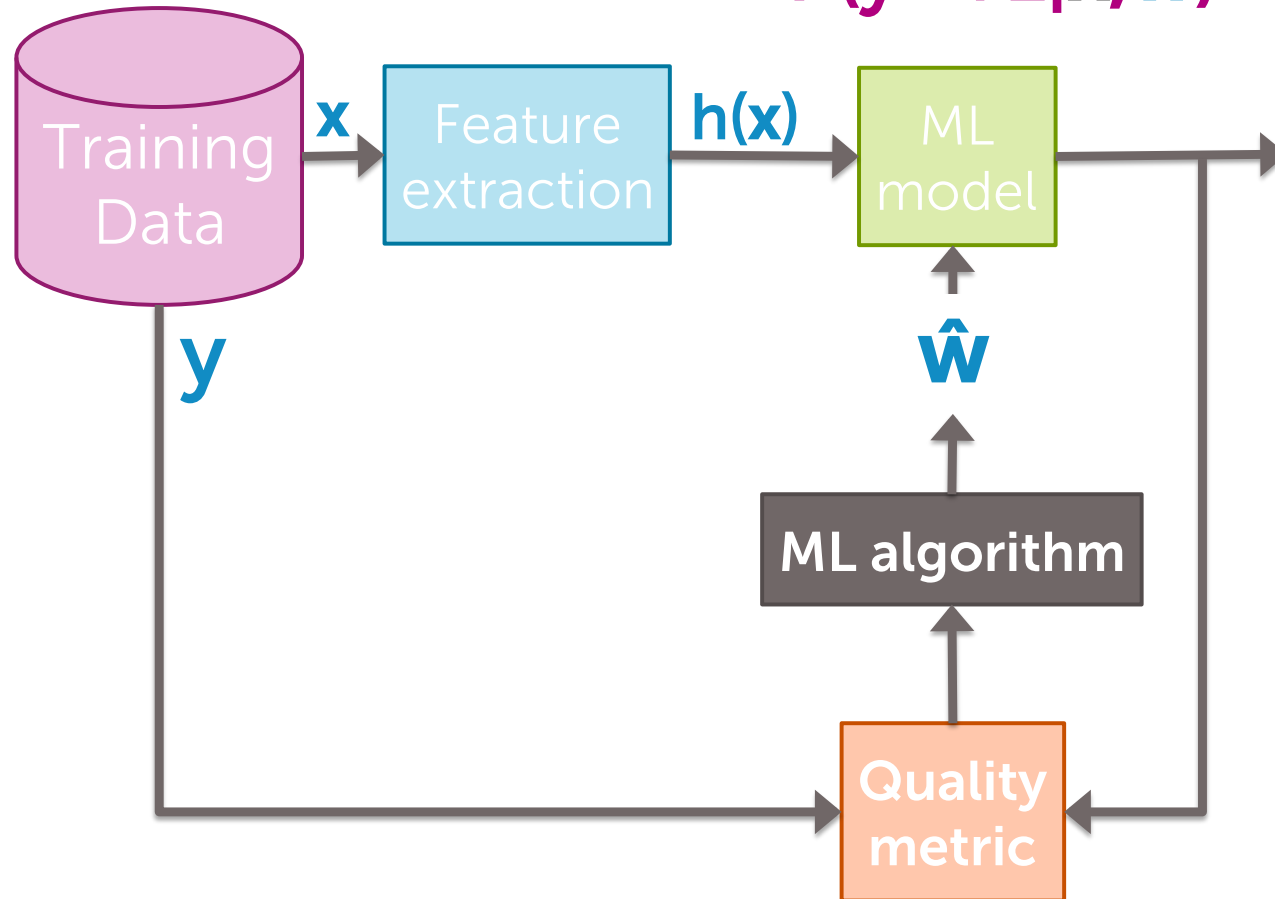 Training
Data
x
Feature
extraction
h(x)
ML
model
y
ŵ
ML algorithm
Quality
metric